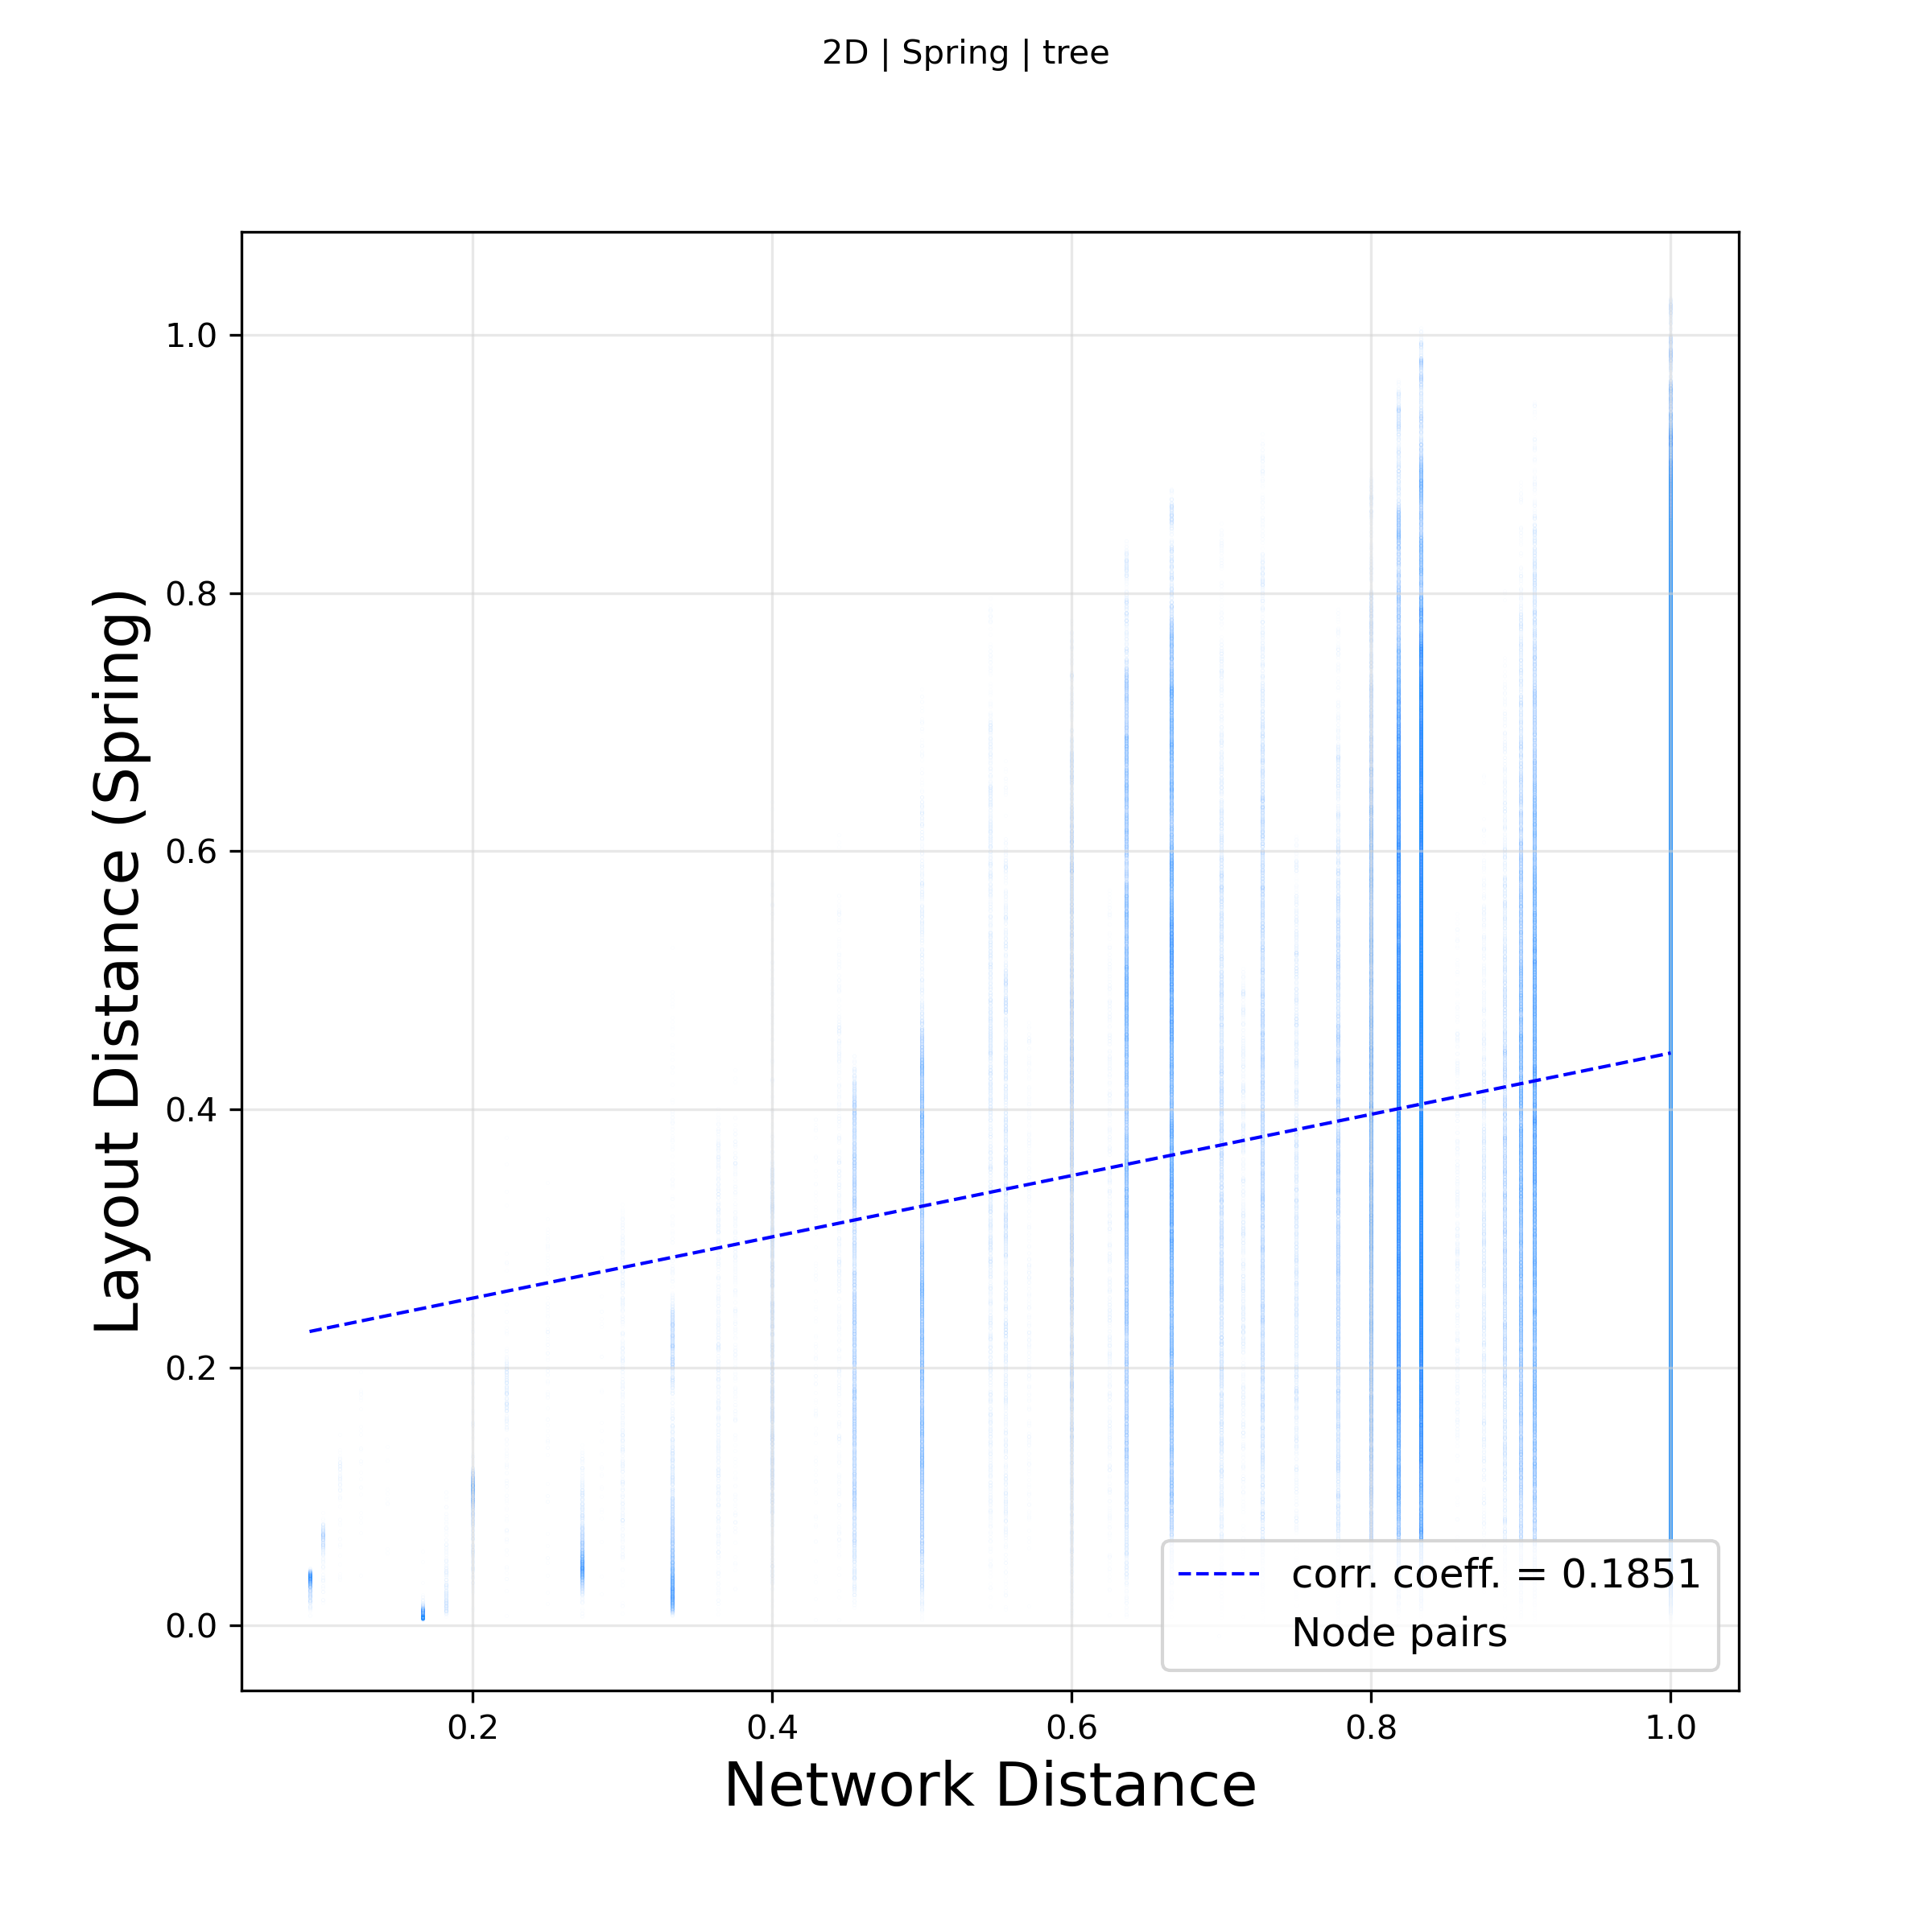 2D | Spring | tree
Layout Distance (Spring)
1.0
0.8
0.6
0.4
0.2
0.0
corr. coeff. = 0.1851
Node pairs
0.2 0.4 0.6 0.8 1.0
Network Distance